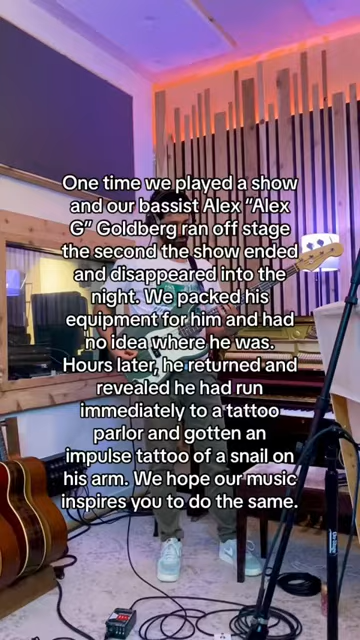 One time we played a show
and our bassist Alex “Alex
G” Goldberg ran off stage
the second the show ended
and disappeared into the
night. We packed his
equipment for him and had
no idea where he was.
Hours later, he returned and
revealed he had run
immediately to a tattoo
parlor and gotten an
impulse tattoo of a snail on
his arm. We hope our music
inspires you to do the same.